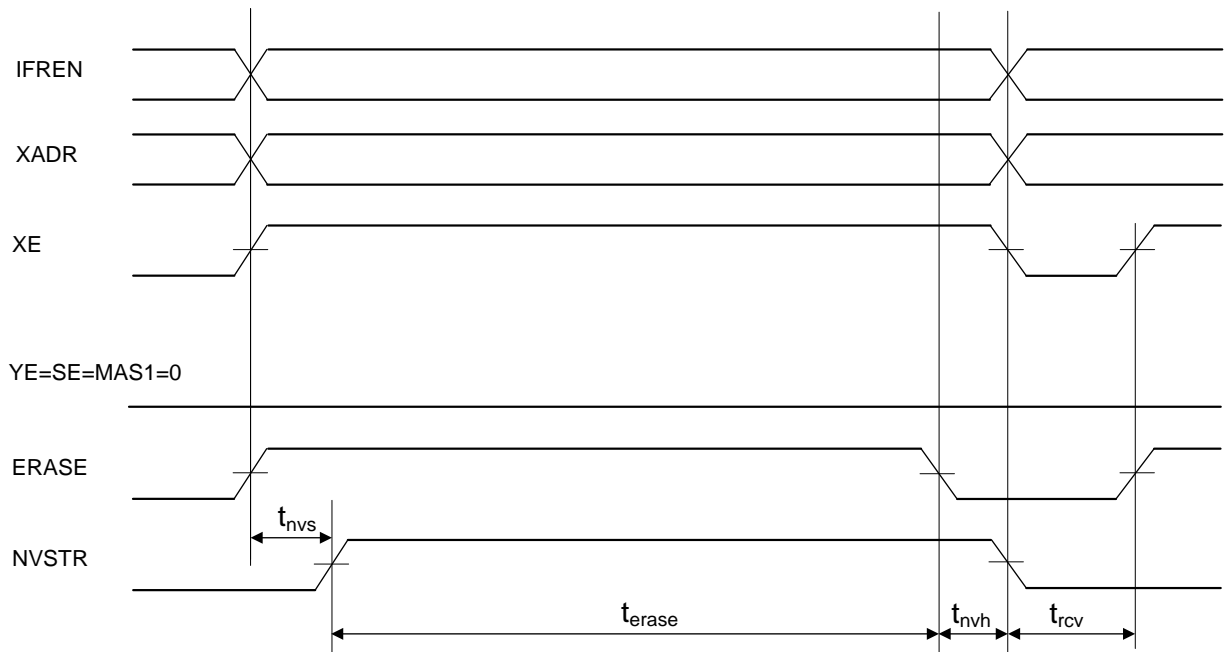 IFREN
XADR
XE
YE=SE=MAS1=0
ERASE
tnvs
NVSTR
terase
tnvh
trcv